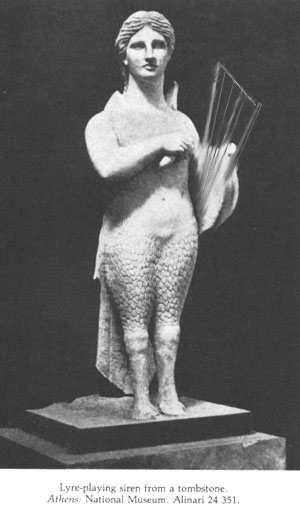 Lyre-playing siren from a tombstone.
Athens: National Museum. Alinari 24 351.